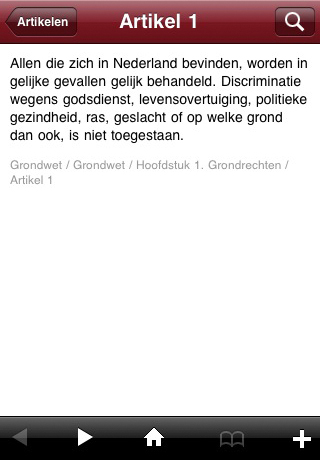 Artikelen
Artikel 1
Allen die zich in Nederland bevinden, worden in
gelijke gevallen gelijk behandeld. Discriminatie
wegens godsdienst, levensovertuiging, politieke
gezindheid, ras, geslacht of op welke grond
dan ook, is niet toegestaan.
Grondwet / Grondwet / Hoofdstuk 1. Grondrechten /
Artikel 1